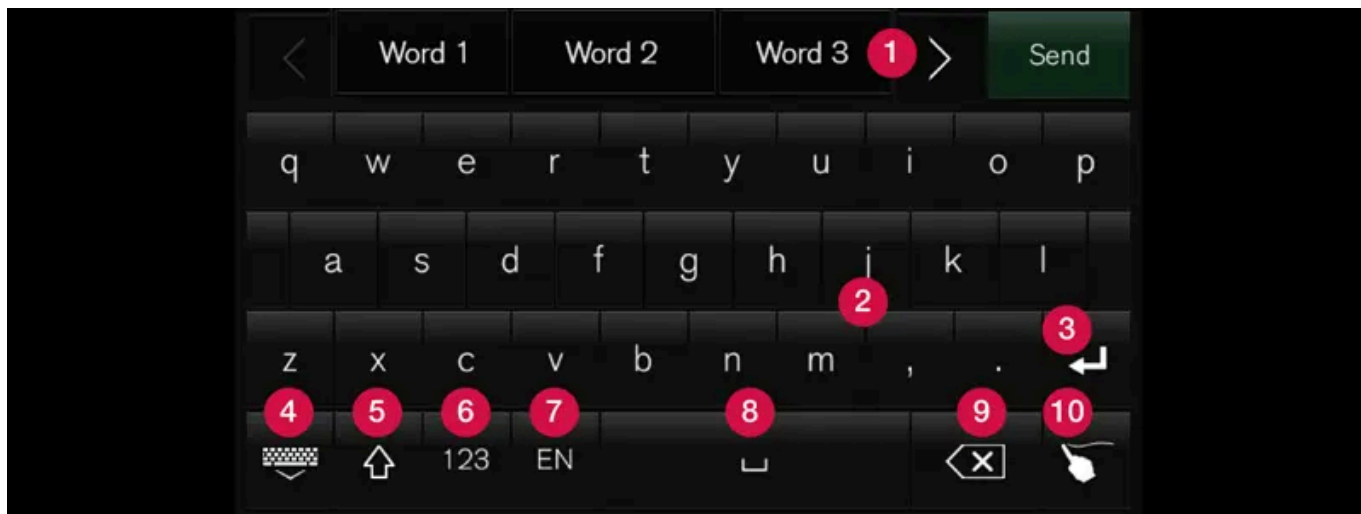 Word 1 Word 2 Word 3 1 Send
q w e r t y u i o p
a s d f g h j k l
2
3
z x c v b n m , .
4 5 6 7 8 9 10
123 EN